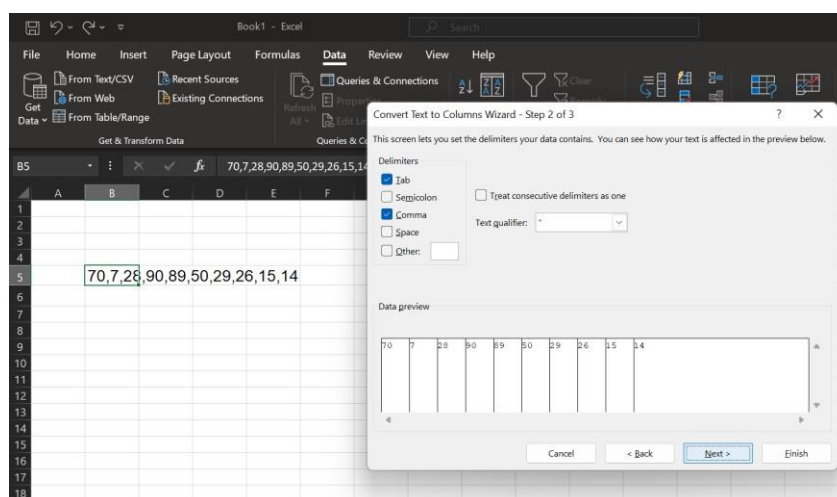 Book1 - Excel
Search
File Home Insert Page Layout Formulas Data Review View Help
Get Data
From Text/CSV
From Web
From Table/Range
Recent Sources
Existing Connections
Get & Transform Data
Refresh All
Queries & Connections
Edit
Queries &
Clear
B5
fx 70,7,28,90,89,50,29,26,15,14
A B C D E F
1
2
3
4
5 70,7,28,90,89,50,29,26,15,14
6
7
8
9
10
11
12
13
14
15
16
17
18
Convert Text to Columns Wizard - Step 2 of 3 ? X
This screen lets you set the delimiters your data contains. You can see how your text is affected in the preview below.
Delimiters
Tab
Semicolon
Comma
Space
Other:
Treat consecutive delimiters as one
Text qualifier: "
Data preview
70 7 28 90 89 50 29 26 15 14
Cancel < Back Next > Finish